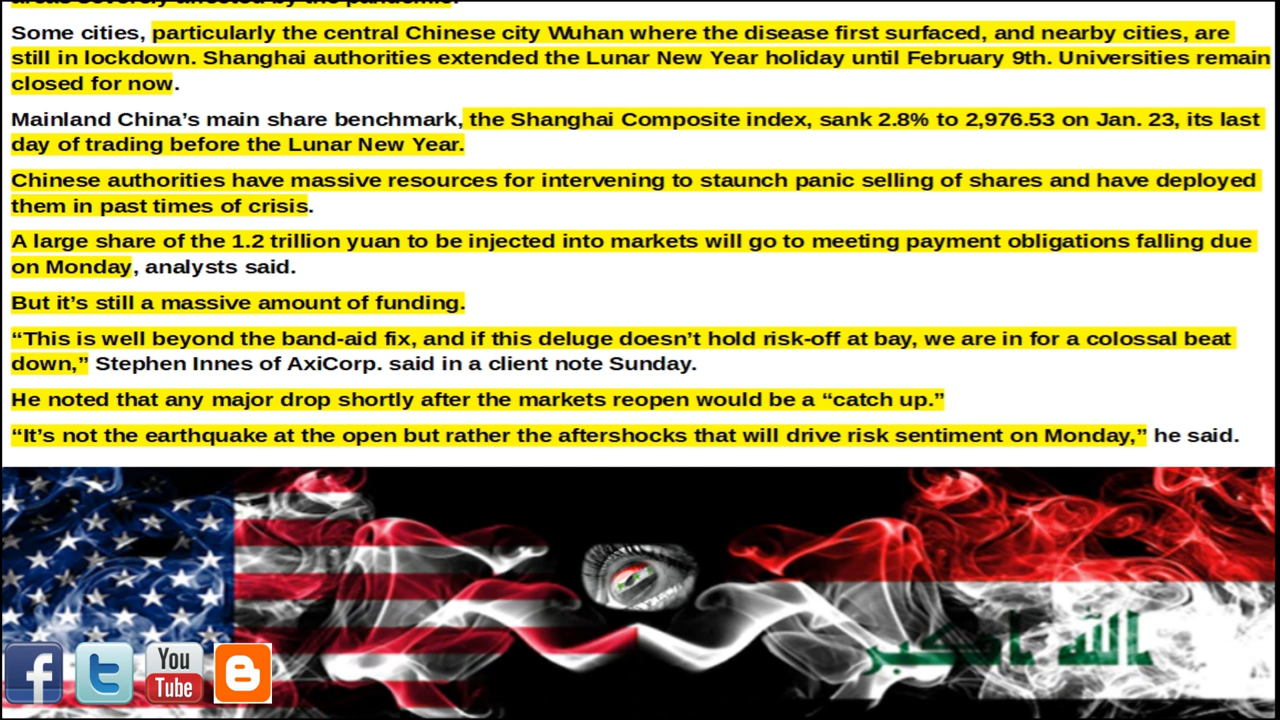 areas severely affected by the pandemic.
Some cities, particularly the central Chinese city Wuhan where the disease first surfaced, and nearby cities, are
still in lockdown. Shanghai authorities extended the Lunar New Year holiday until February 9th. Universities remain
closed for now.
Mainland China’s main share benchmark, the Shanghai Composite index, sank 2.8% to 2,976.53 on Jan. 23, its last
day of trading before the Lunar New Year.
Chinese authorities have massive resources for intervening to staunch panic selling of shares and have deployed
them in past times of crisis.
A large share of the 1.2 trillion yuan to be injected into markets will go to meeting payment obligations falling due
on Monday, analysts said.
But it’s still a massive amount of funding.
“This is well beyond the band-aid fix, and if this deluge doesn’t hold risk-off at bay, we are in for a colossal beat
down,” Stephen Innes of AxiCorp. said in a client note Sunday.
He noted that any major drop shortly after the markets reopen would be a “catch up.”
“It’s not the earthquake at the open but rather the aftershocks that will drive risk sentiment on Monday,” he said.
الله اكبر
You
Tube